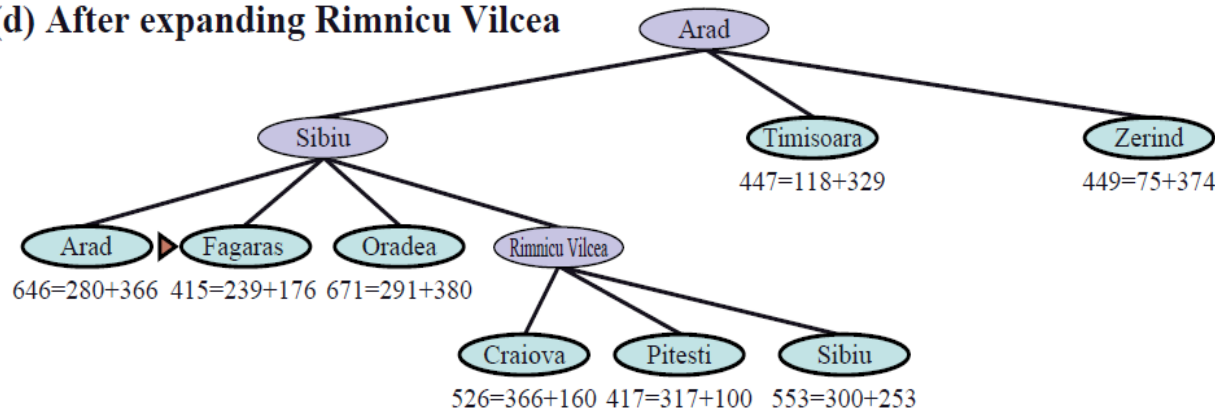 (d) After expanding Rimnicu Vilcea
Arad
Sibiu
Timisoara
Zerind
447=118+329
449=75+374
Arad
Fagaras
Oradea
Rimnicu Vilcea
646=280+366
415=239+176
671=291+380
Craiova
Pitesti
Sibiu
526=366+160
417=317+100
553=300+253